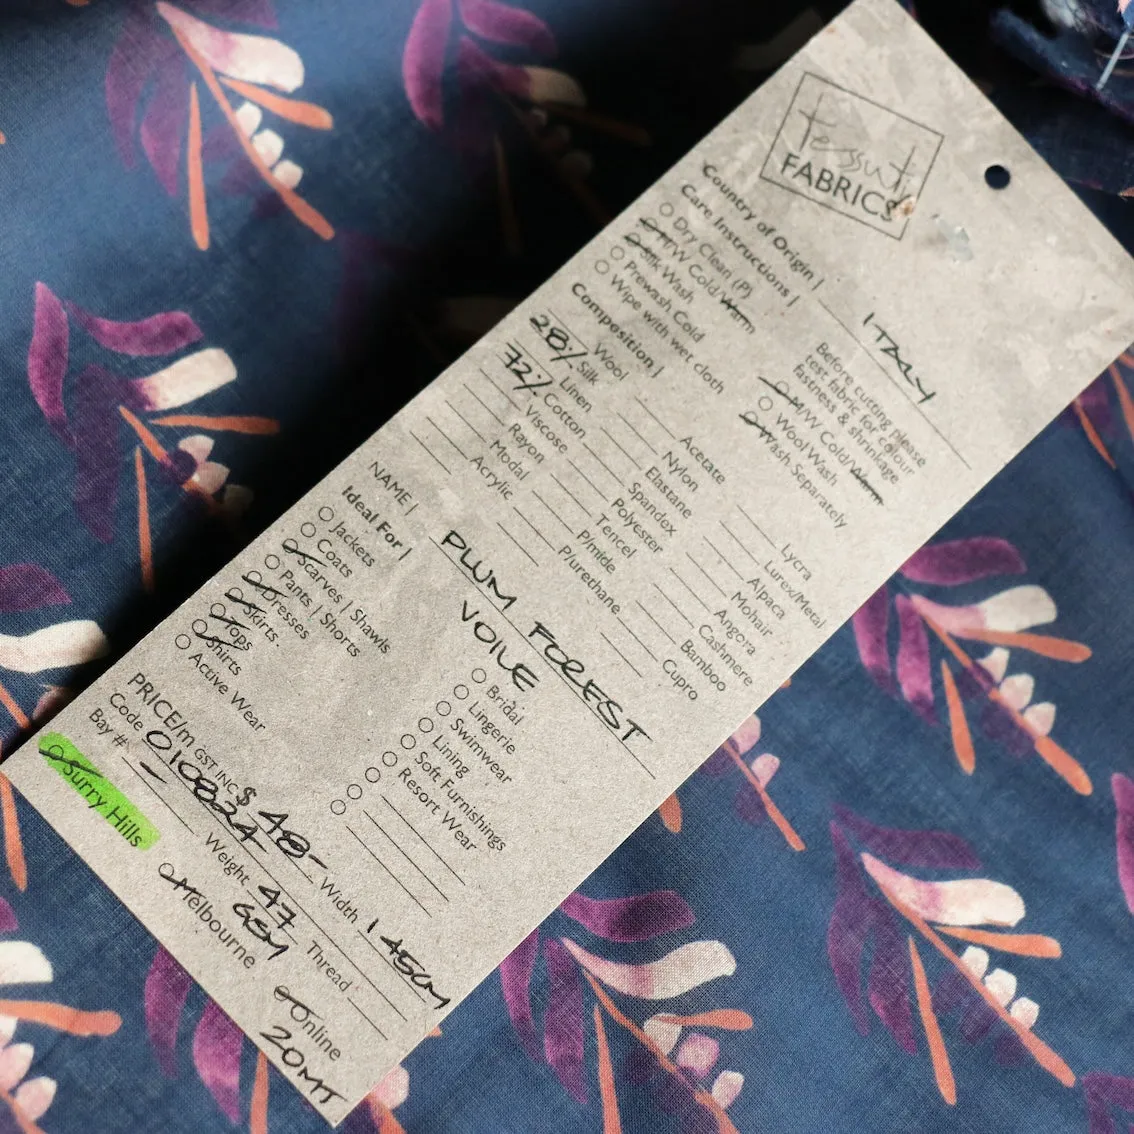 Tessuti
FABRICS
Country of Origin | ITALY
Care Instructions |
Dry Clean (P)
M/W Cold/Warm
Silk Wash
Prewash Cold
Wipe with wet cloth
Before cutting please
test fabric for colour
fastness & shrinkage
M/W Cold/Warm
Wool Wash
Wash Separately
Composition |
Wool
28% Silk
Linen
72% Cotton
Viscose
Rayon
Modal
Acrylic
Acetate
Nylon
Elastane
Spandex
Polyester
Tencel
P/mide
P/urethane
Lycra
Lurex/Metal
Alpaca
Mohair
Angora
Cashmere
Bamboo
Cupro
NAME | PLUM FOREST
VOILE
Ideal For |
Jackets
Coats
Scarves | Shawls
Pants | Shorts
Dresses
Skirts
Tops
Shirts
Active Wear
Bridal
Lingerie
Swimwear
Lining
Soft Furnishings
Resort Wear
PRICE/m GST INC $ 48-
Code 010824 Width 145cm
Bay # - Weight 47 GSM Thread
Surry Hills
Melbourne
Online
20MT